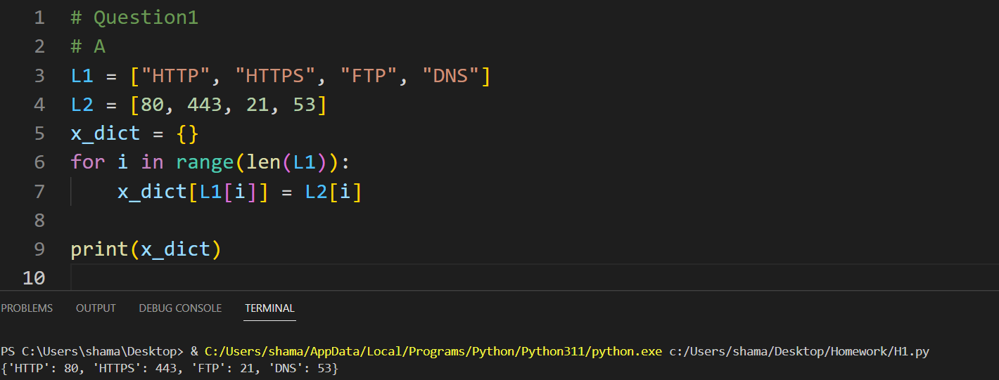 1 # Question1
2 # A
3 L1 = ["HTTP", "HTTPS", "FTP", "DNS"]
4 L2 = [80, 443, 21, 53]
5 x_dict = {}
6 for i in range(len(L1)):
7     x_dict[L1[i]] = L2[i]
8
9 print(x_dict)
10
PROBLEMS OUTPUT DEBUG CONSOLE TERMINAL
PS C:\Users\shama\Desktop> & C:/Users/shama/AppData/Local/Programs/Python/Python311/python.exe c:/Users/shama/Desktop/Homework/H1.py
{'HTTP': 80, 'HTTPS': 443, 'FTP': 21, 'DNS': 53}